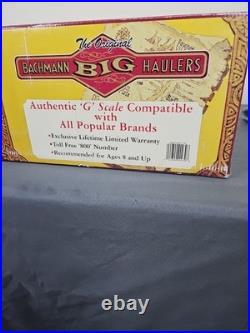 The Original
BACHMANN BIG HAULERS
Authentic 'G' Scale Compatible
with
All Popular Brands
• Exclusive Lifetime Limited Warranty
• Toll Free '800' Number
• Recommended for Ages 8 and Up